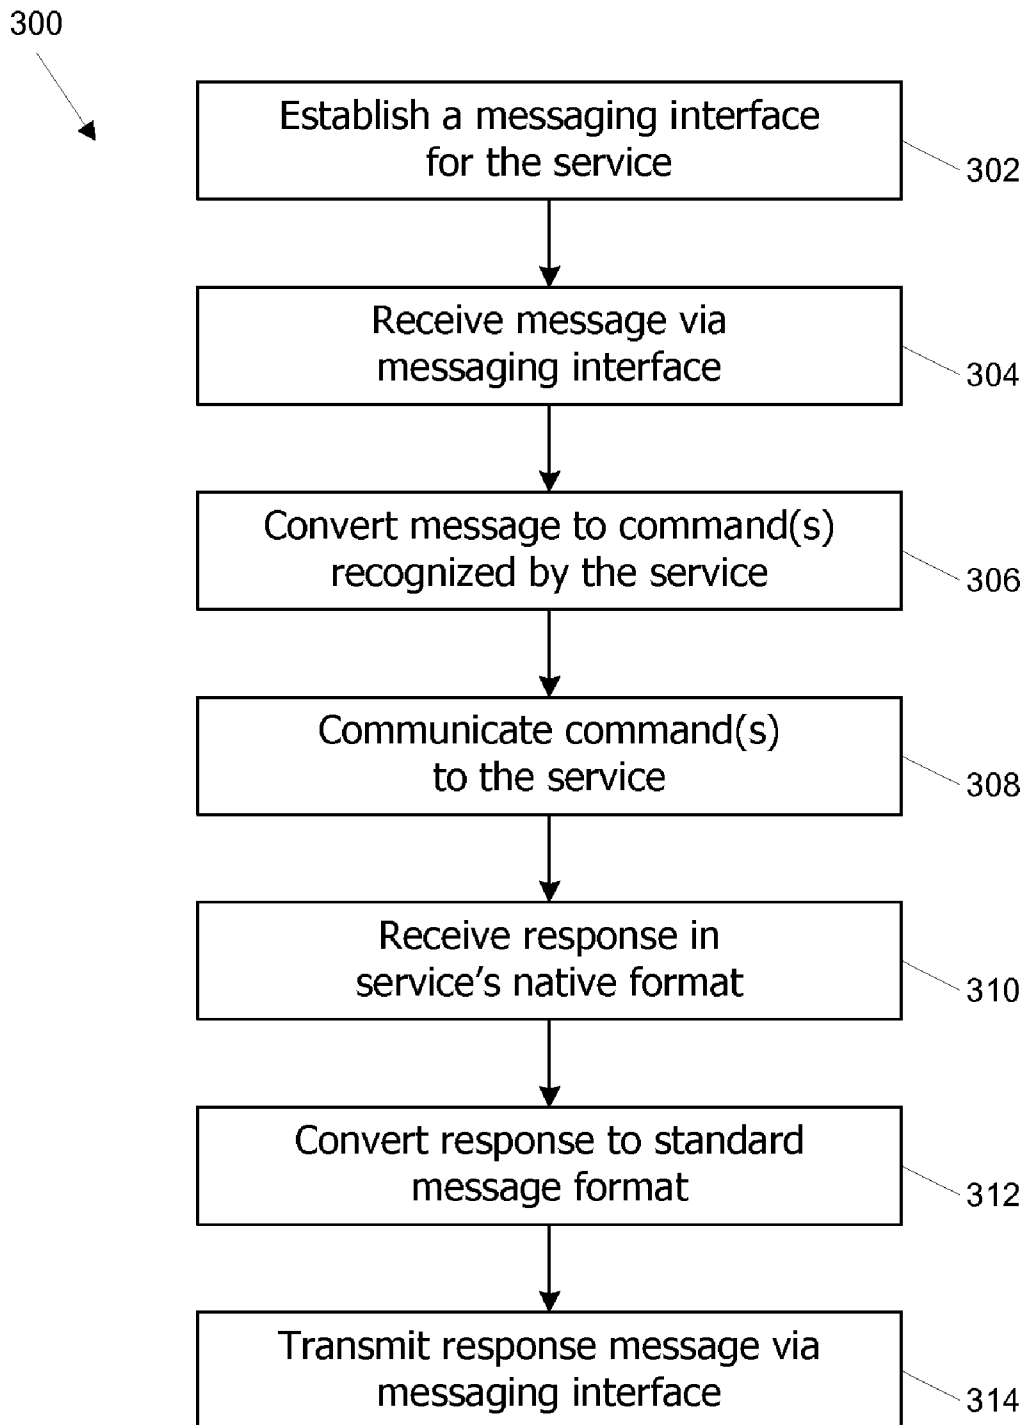 300
Establish a messaging interface
for the service
302
Receive message via
messaging interface
304
Convert message to command(s)
recognized by the service
306
Communicate command(s)
to the service
308
Receive response in
service's native format
310
Convert response to standard
message format
312
Transmit response message via
messaging interface
314